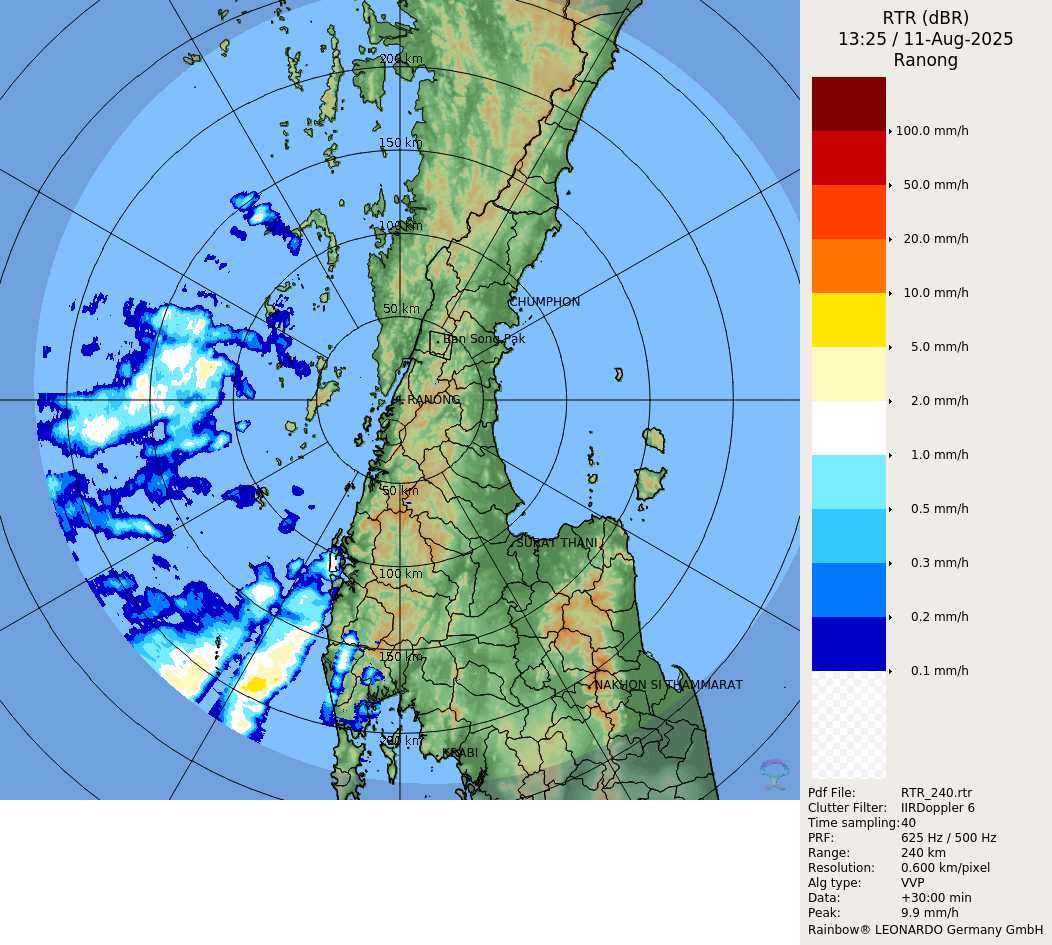 RTR (dBR)
13:25 / 11-Aug-2025
Ranong
200 km
150 km
100 km
50 km
CHUMPHON
Ban Song Pak
RANONG
50 km
SURAT THANI
100 km
150 km
NAKHON SI THAMMARAT
200 km
KRABI
100.0 mm/h
50.0 mm/h
20.0 mm/h
10.0 mm/h
5.0 mm/h
2.0 mm/h
1.0 mm/h
0.5 mm/h
0.3 mm/h
0.2 mm/h
0.1 mm/h
Pdf File: RTR_240.rtr
Clutter Filter: IIRDoppler 6
Time sampling:40
PRF: 625 Hz / 500 Hz
Range: 240 km
Resolution: 0.600 km/pixel
Alg type: VVP
Data: +30:00 min
Peak: 9.9 mm/h
Rainbow® LEONARDO Germany GmbH